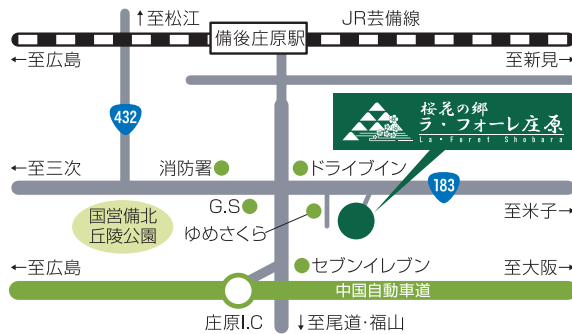 ↑至松江
JR芸備線
備後庄原駅
←至広島
至新見→
432
桜花の郷
ラ・フォーレ庄原
La・Foret Shobara
←至三次
消防署
ドライブイン
183
国営備北
丘陵公園
G.S
ゆめさくら
至米子→
←至広島
セブンイレブン
至大阪→
中国自動車道
庄原I.C
↓至尾道・福山